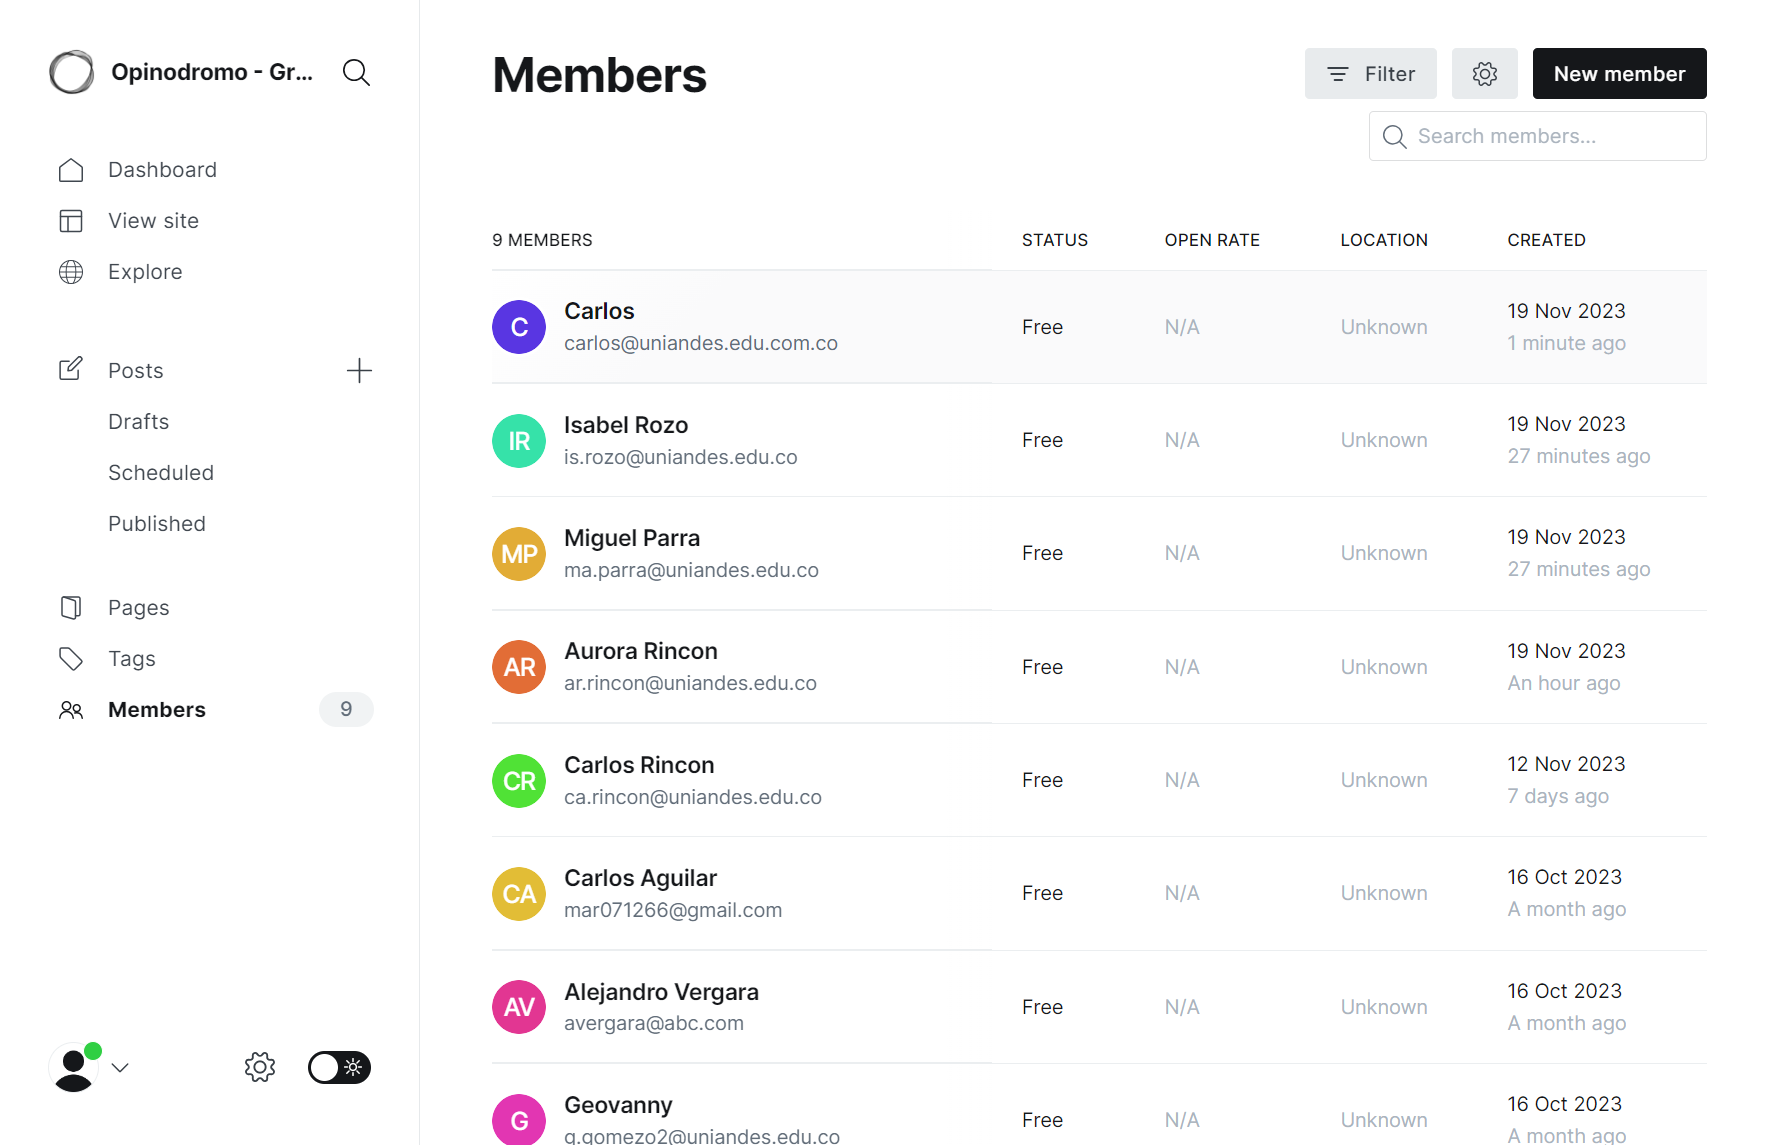 Opinodromo - Gr...
Dashboard
View site
Explore
Posts
Drafts
Scheduled
Published
Pages
Tags
Members 9
Members
Filter
New member
Search members...
9 MEMBERS STATUS OPEN RATE LOCATION CREATED
C Carlos
carlos@uniandes.edu.com.co
Free N/A Unknown
19 Nov 2023
1 minute ago
IR Isabel Rozo
is.rozo@uniandes.edu.co
Free N/A Unknown
19 Nov 2023
27 minutes ago
MP Miguel Parra
ma.parra@uniandes.edu.co
Free N/A Unknown
19 Nov 2023
27 minutes ago
AR Aurora Rincon
ar.rincon@uniandes.edu.co
Free N/A Unknown
19 Nov 2023
An hour ago
CR Carlos Rincon
ca.rincon@uniandes.edu.co
Free N/A Unknown
12 Nov 2023
7 days ago
CA Carlos Aguilar
mar071266@gmail.com
Free N/A Unknown
16 Oct 2023
A month ago
AV Alejandro Vergara
avergara@abc.com
Free N/A Unknown
16 Oct 2023
A month ago
G Geovanny
g.gomezo2@uniandes.edu.co
Free N/A Unknown
16 Oct 2023
A month ago